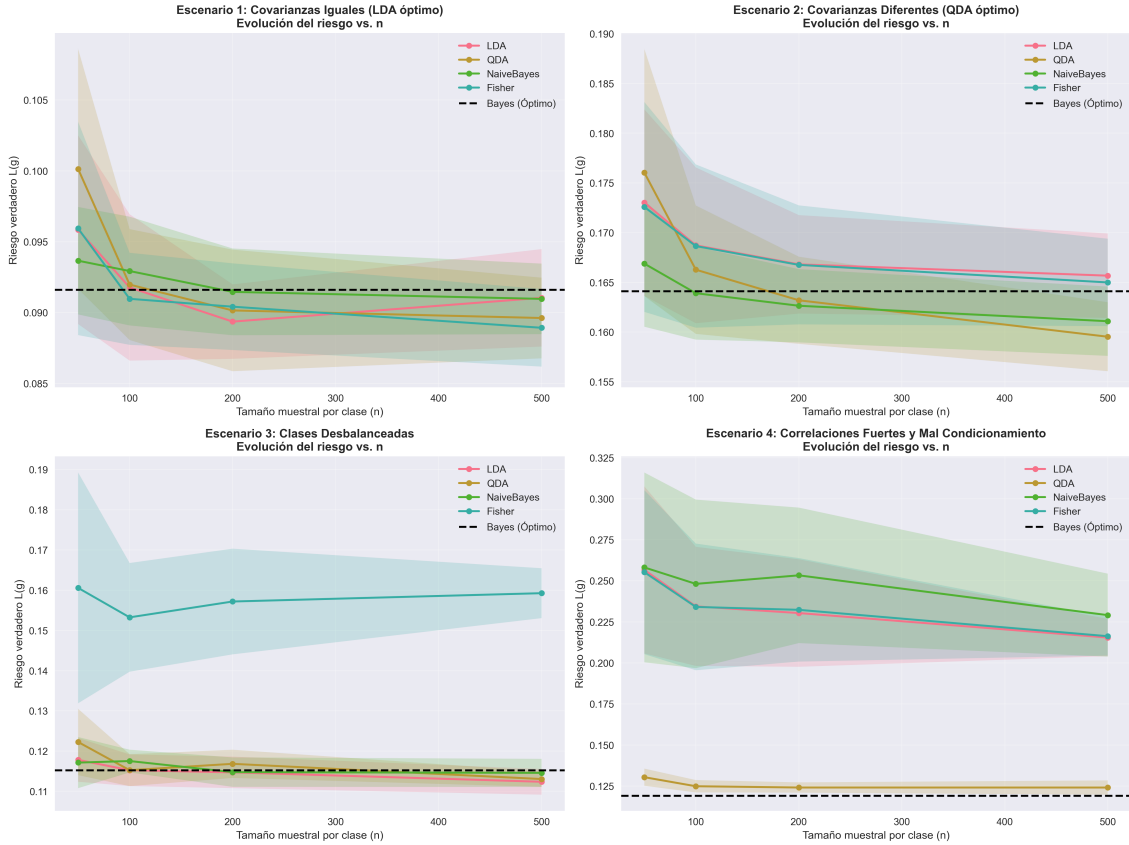 Escenario 1: Covarianzas Iguales (LDA óptimo)
Evolución del riesgo vs. n
Riesgo verdadero L(g)
0.105
0.100
0.095
0.090
0.085
LDA
QDA
NaiveBayes
Fisher
Bayes (Óptimo)
100
200
300
400
500
Tamaño muestral por clase (n)
Escenario 2: Covarianzas Diferentes (QDA óptimo)
Evolución del riesgo vs. n
Riesgo verdadero L(g)
0.190
0.185
0.180
0.175
0.170
0.165
0.160
0.155
LDA
QDA
NaiveBayes
Fisher
Bayes (Óptimo)
100
200
300
400
500
Tamaño muestral por clase (n)
Escenario 3: Clases Desbalanceadas
Evolución del riesgo vs. n
Riesgo verdadero L(g)
0.19
0.18
0.17
0.16
0.15
0.14
0.13
0.12
0.11
LDA
QDA
NaiveBayes
Fisher
Bayes (Óptimo)
100
200
300
400
500
Tamaño muestral por clase (n)
Escenario 4: Correlaciones Fuertes y Mal Condicionamiento
Evolución del riesgo vs. n
Riesgo verdadero L(g)
0.325
0.300
0.275
0.250
0.225
0.200
0.175
0.150
0.125
LDA
QDA
NaiveBayes
Fisher
Bayes (Óptimo)
100
200
300
400
500
Tamaño muestral por clase (n)